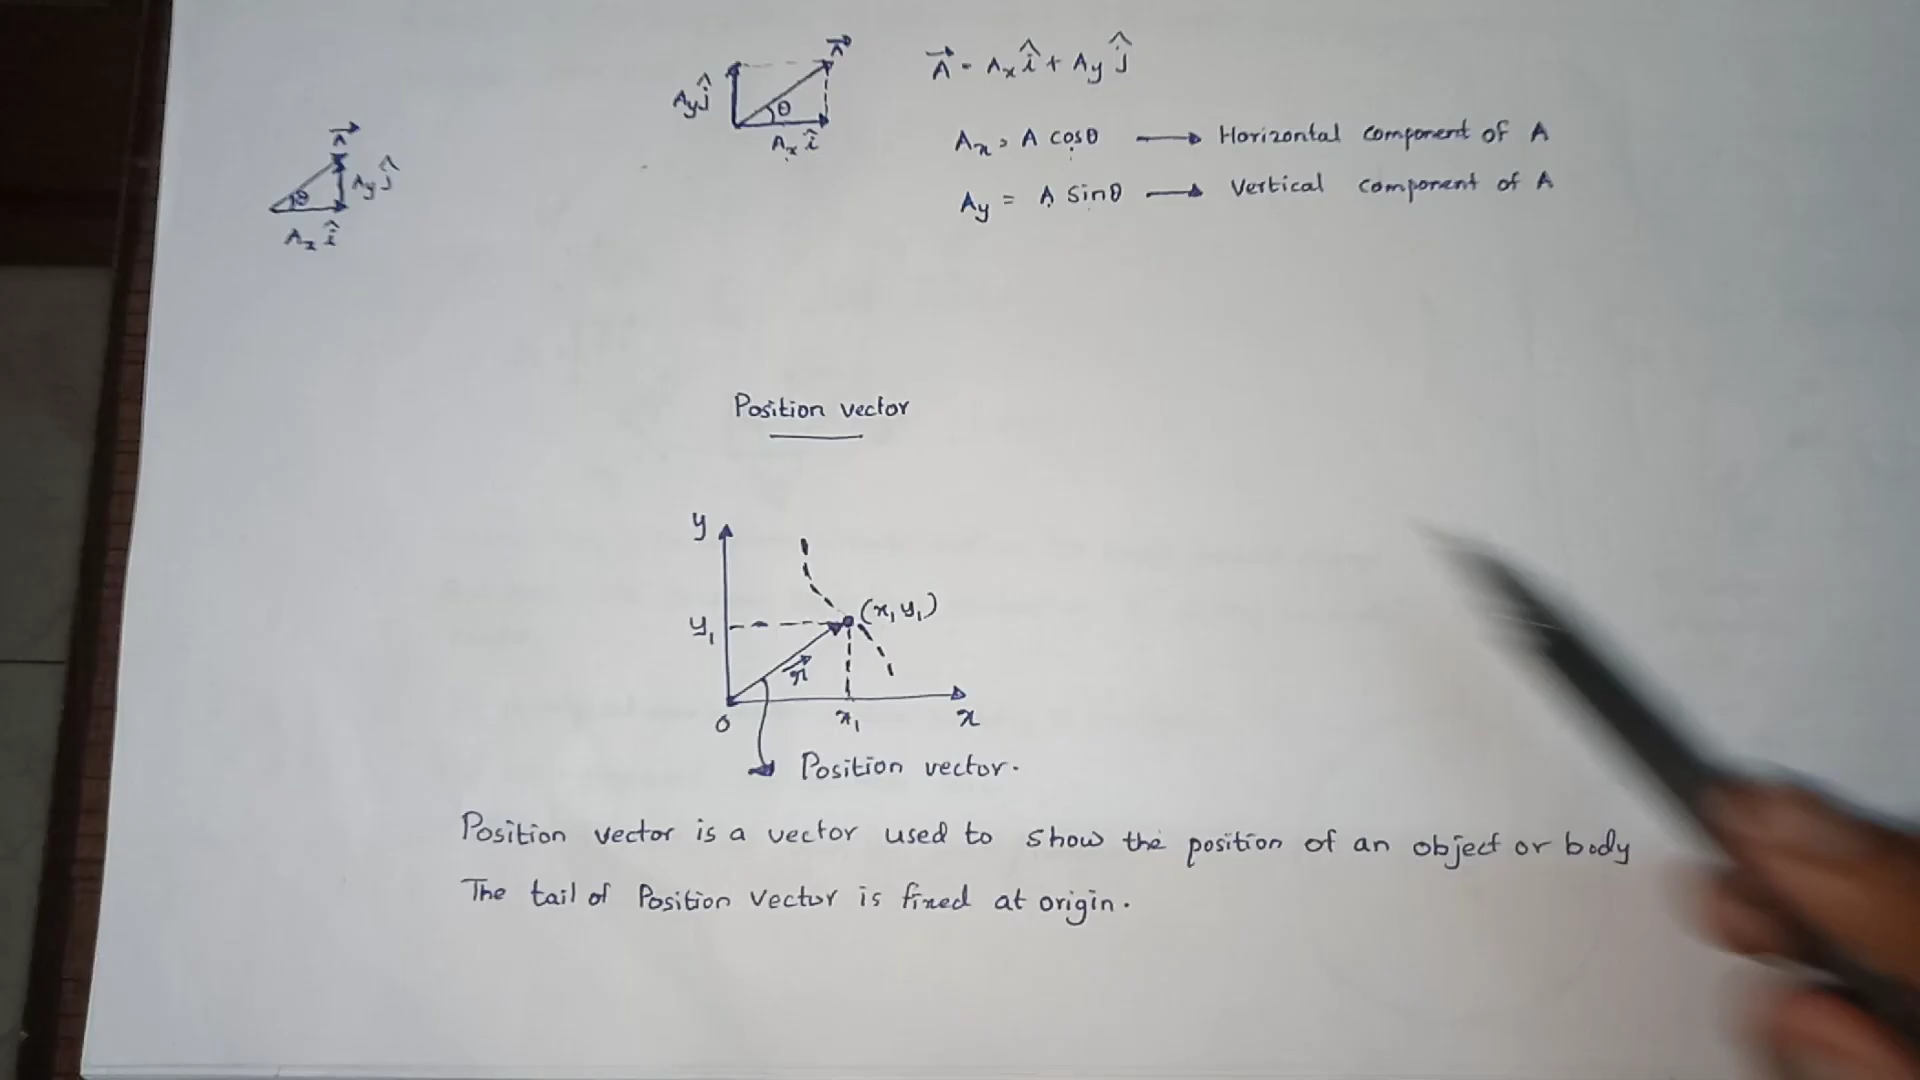 A⃗ = Aₓ î + Ay ĵ
A⃗
Ay ĵ
θ
Aₓ î
Aₓ = A cosθ → Horizontal component of A
Ay = A sinθ → Vertical component of A
A⃗
Ay ĵ
θ
Aₓ î
Position vector
y
(x₁ y₁)
y₁
r⃗
O
x₁
x
Position vector.
Position vector is a vector used to show the position of an object or body
The tail of Position Vector is fixed at origin.